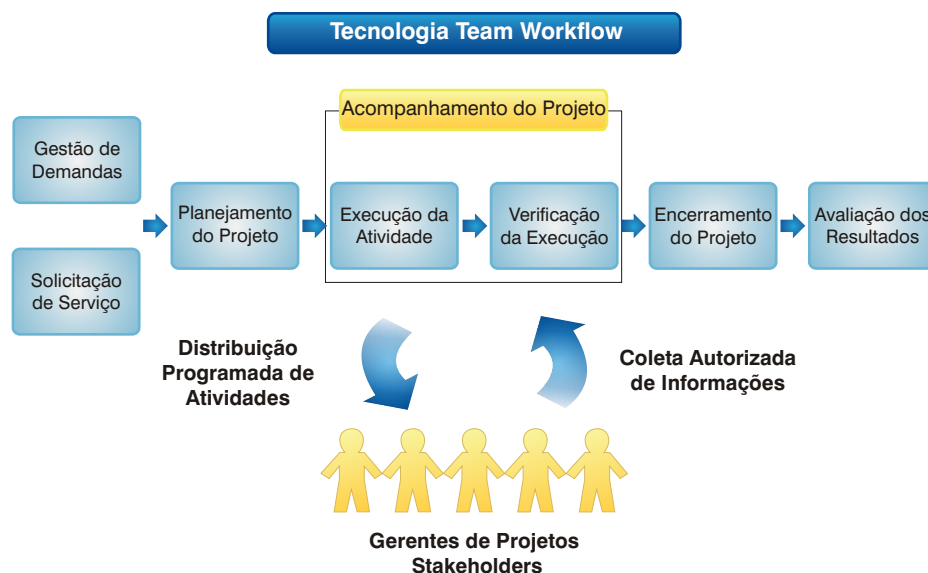 Tecnologia Team Workflow
Acompanhamento do Projeto
Gestão de
Demandas
Solicitação
de Serviço
Planejamento
do Projeto
Execução da
Atividade
Verificação
da Execução
Encerramento
do Projeto
Avaliação dos
Resultados
Distribuição
Programada de
Atividades
Coleta Autorizada
de Informações
Gerentes de Projetos
Stakeholders